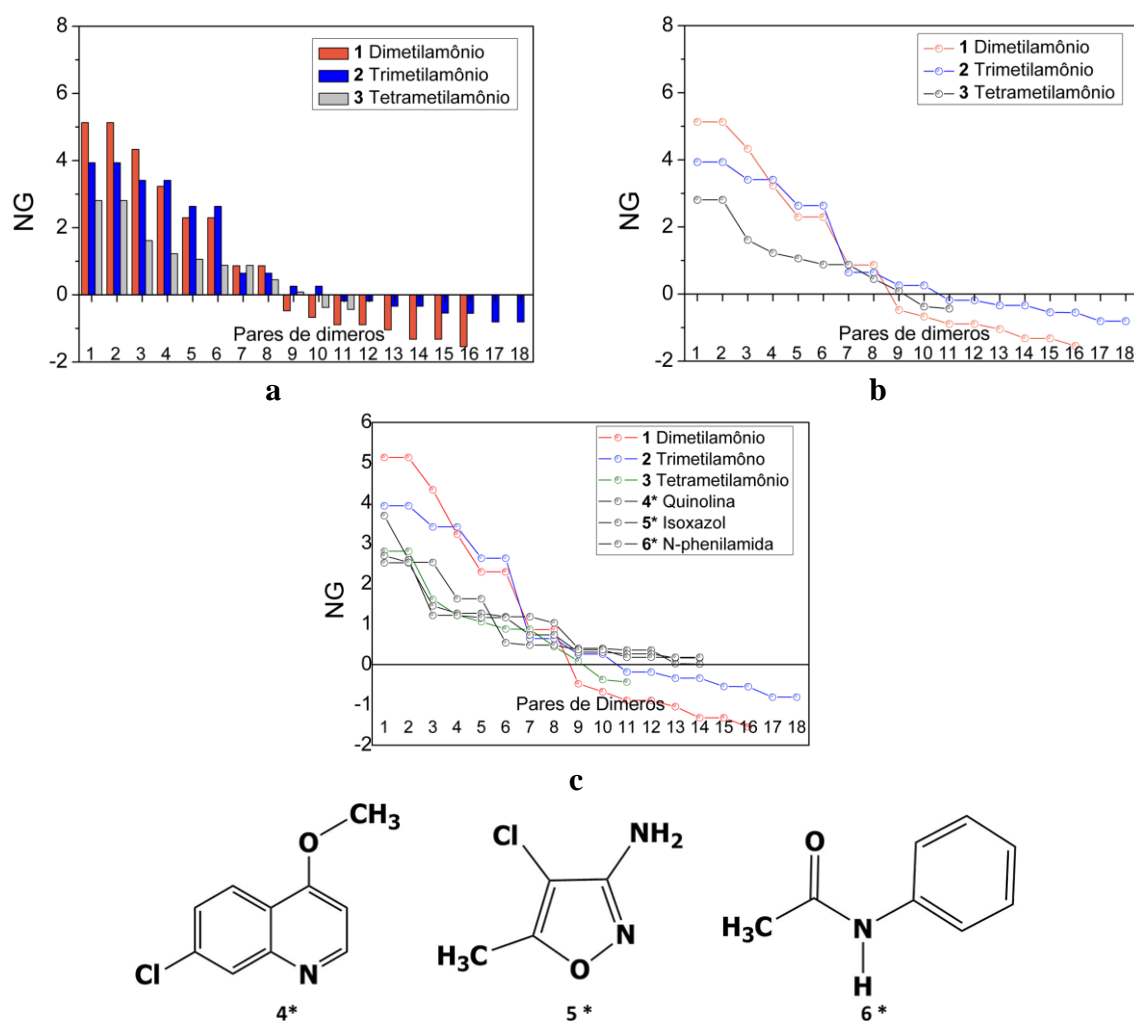 8
6
4
2
0
-2
NG
1 Dimetilamônio
2 Trimetilamônio
3 Tetrametilamônio
Pares de dimeros
1 2 3 4 5 6 7 8 9 10 11 12 13 14 15 16 17 18
a
8
6
4
2
0
-2
NG
1 Dimetilamônio
2 Trimetilamônio
3 Tetrametilamônio
Pares de dimeros
1 2 3 4 5 6 7 8 9 10 11 12 13 14 15 16 17 18
b
6
5
4
3
2
1
0
-1
-2
NG
1 Dimetilamônio
2 Trimetilamôno
3 Tetrametilamônio
4* Quinolina
5* Isoxazol
6* N-phenilamida
Pares de Dimeros
1 2 3 4 5 6 7 8 9 10 11 12 13 14 15 16 17 18
c
CH3
O
Cl
N
4*
Cl
NH2
H3C
O
N
5 *
O
H3C
N
H
6 *